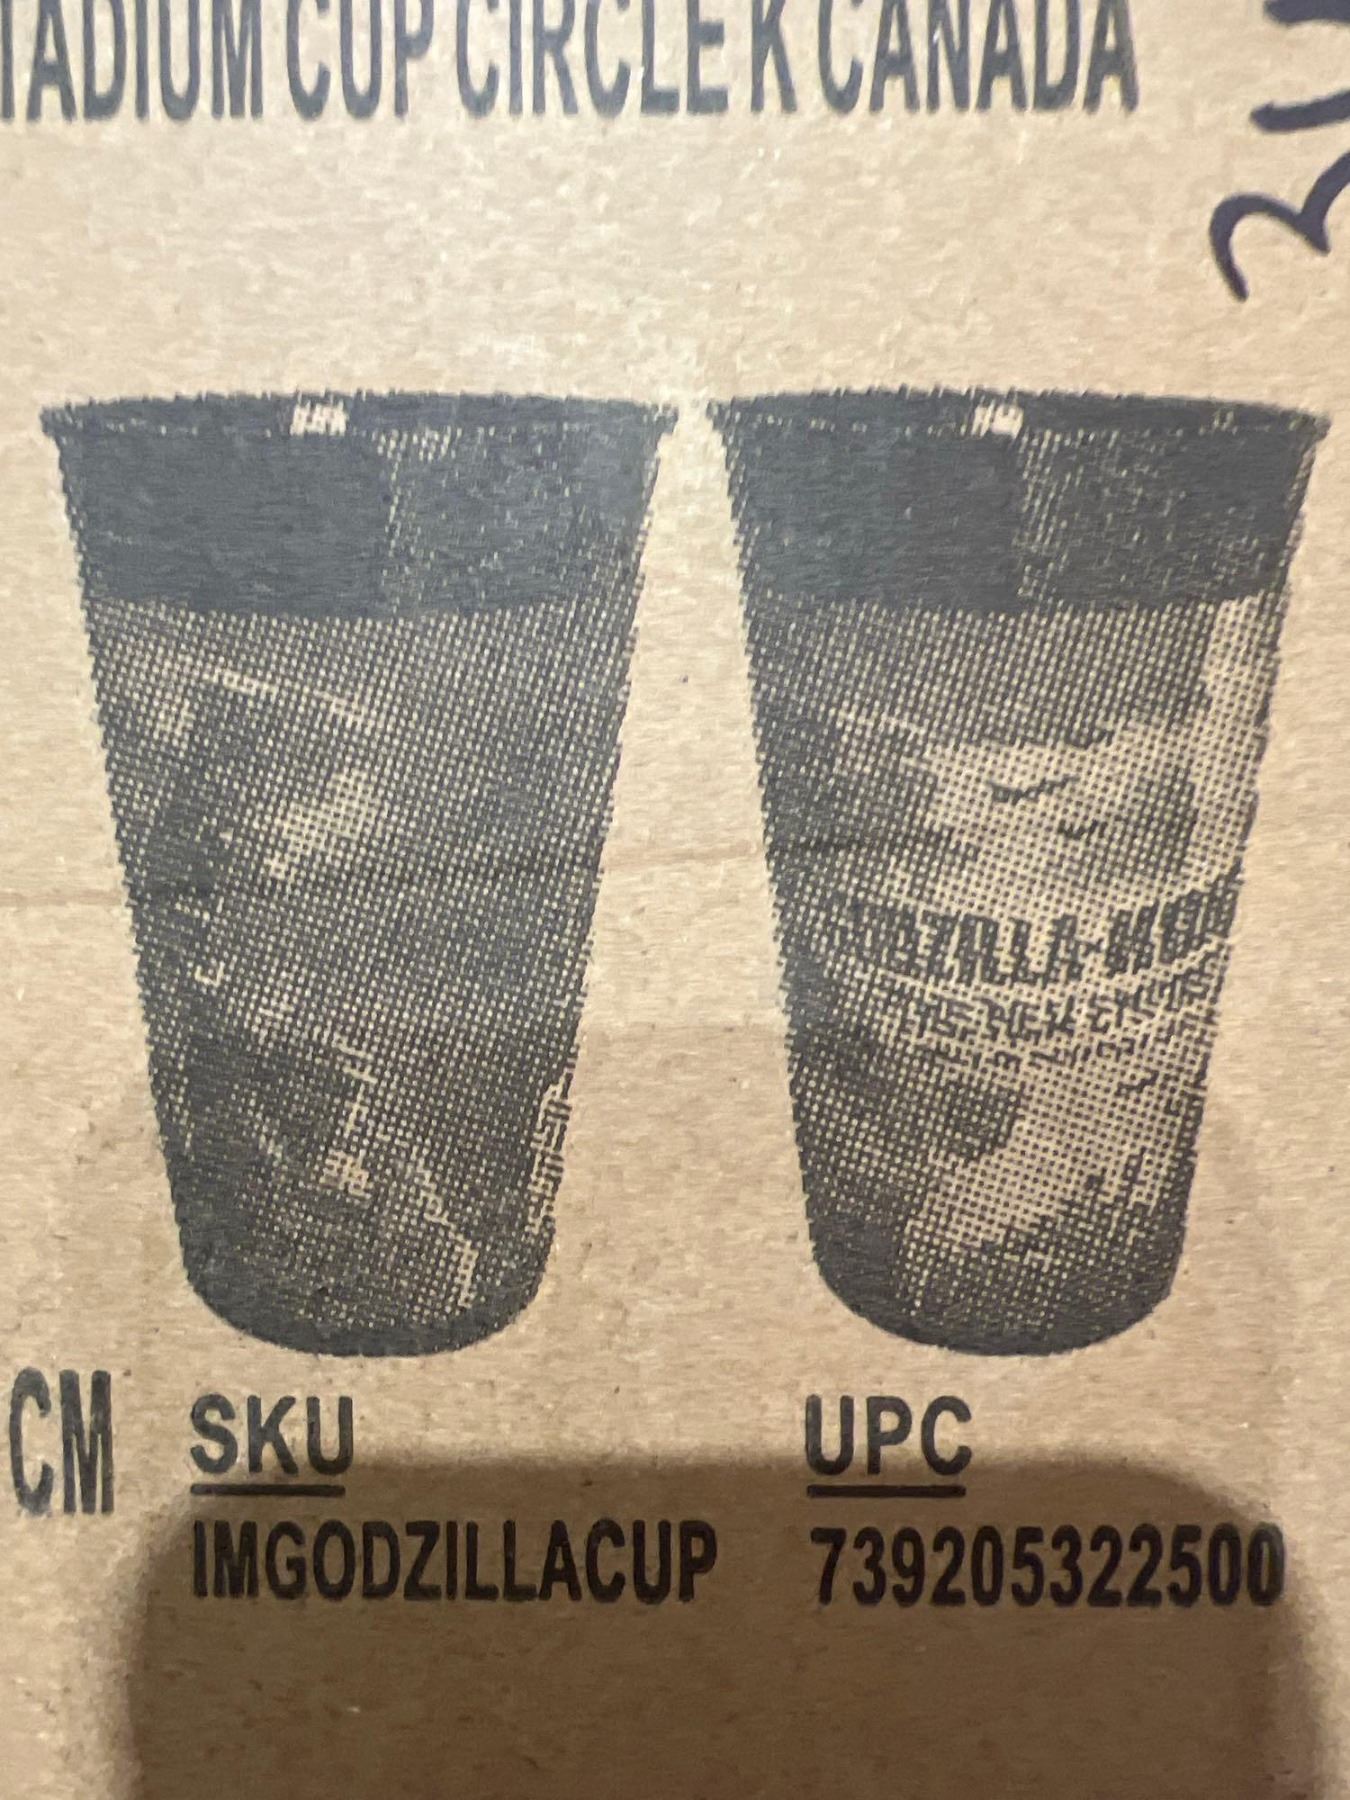 TADIUM CUP CIRCLE K CANADA
CM
SKU
UPC
IMGODZILLACUP
739205322500